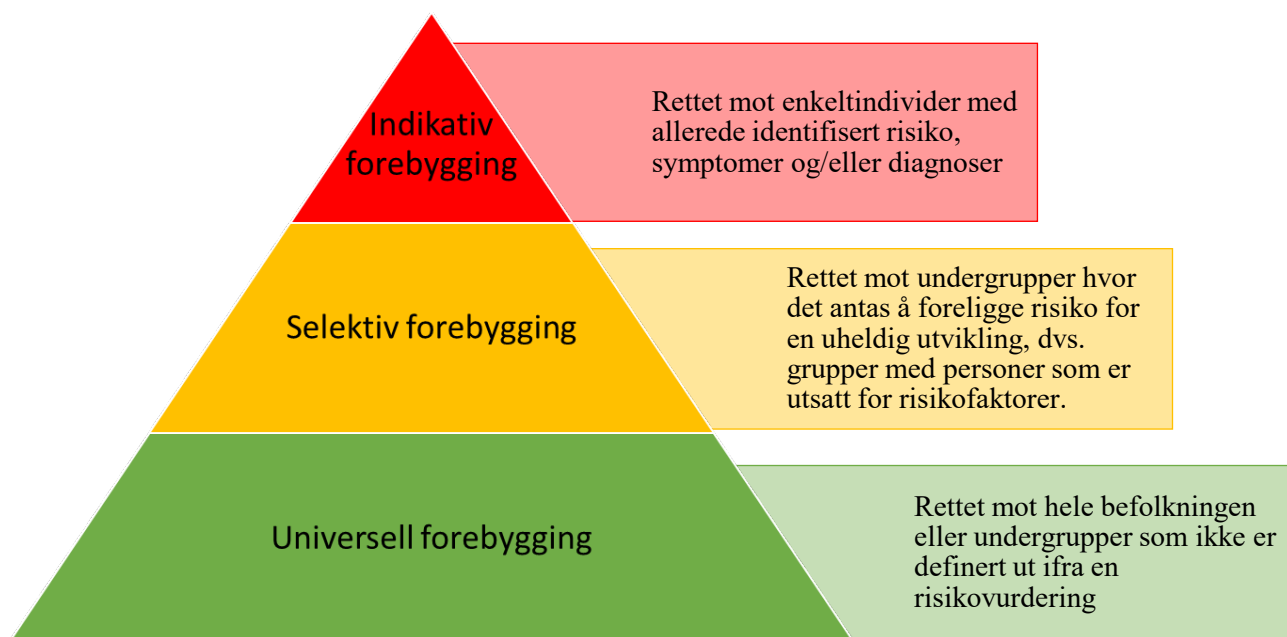 Indikativ
forebygging
Rettet mot enkeltindivider med
allerede identifisert risiko,
symptomer og/eller diagnoser
Selektiv forebygging
Rettet mot undergrupper hvor
det antas å foreligge risiko for
en uheldig utvikling, dvs.
grupper med personer som er
utsatt for risikofaktorer.
Universell forebygging
Rettet mot hele befolkningen
eller undergrupper som ikke er
definert ut ifra en
risikovurdering